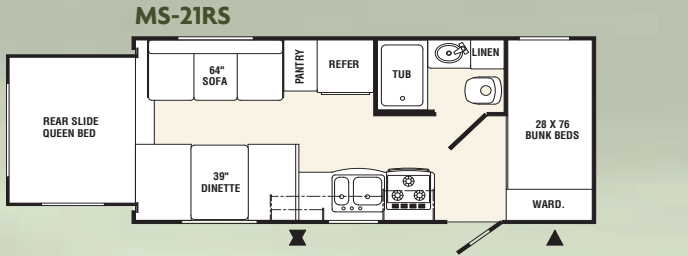 MS-21RS
64"
SOFA
PANTRY
REFER
TUB
LINEN
REAR SLIDE
QUEEN BED
28 X 76
BUNK BEDS
39"
DINETTE
WARD.